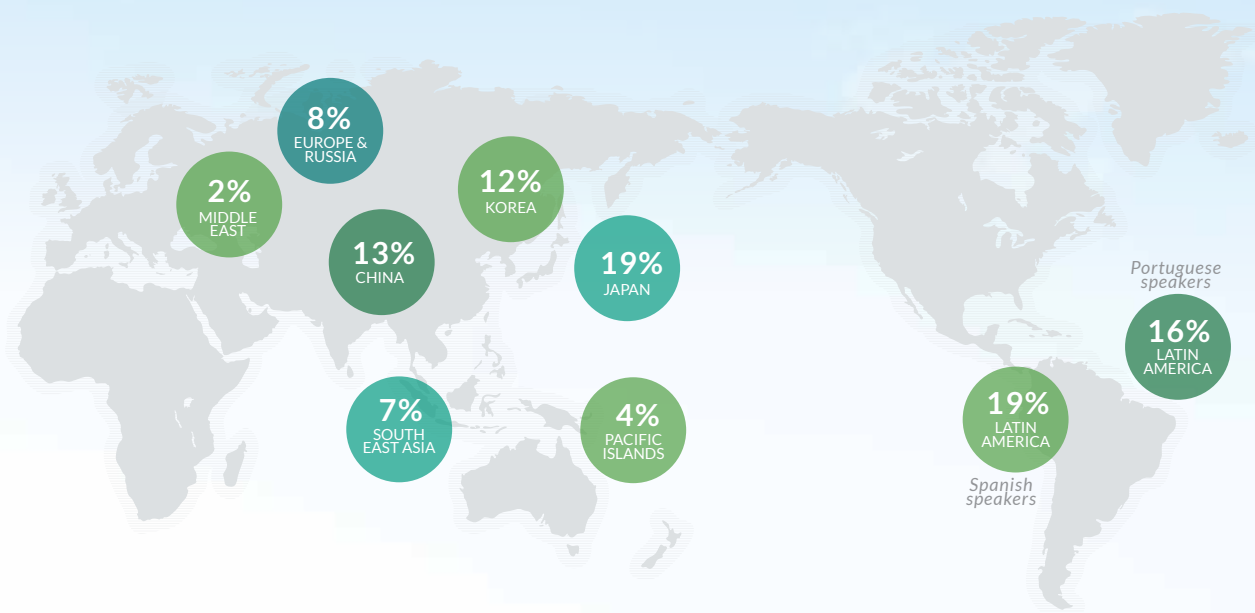 8%
EUROPE &
RUSSIA
2%
MIDDLE
EAST
12%
KOREA
13%
CHINA
19%
JAPAN
Portuguese
speakers
16%
LATIN
AMERICA
7%
SOUTH
EAST ASIA
4%
PACIFIC
ISLANDS
19%
LATIN
AMERICA
Spanish
speakers